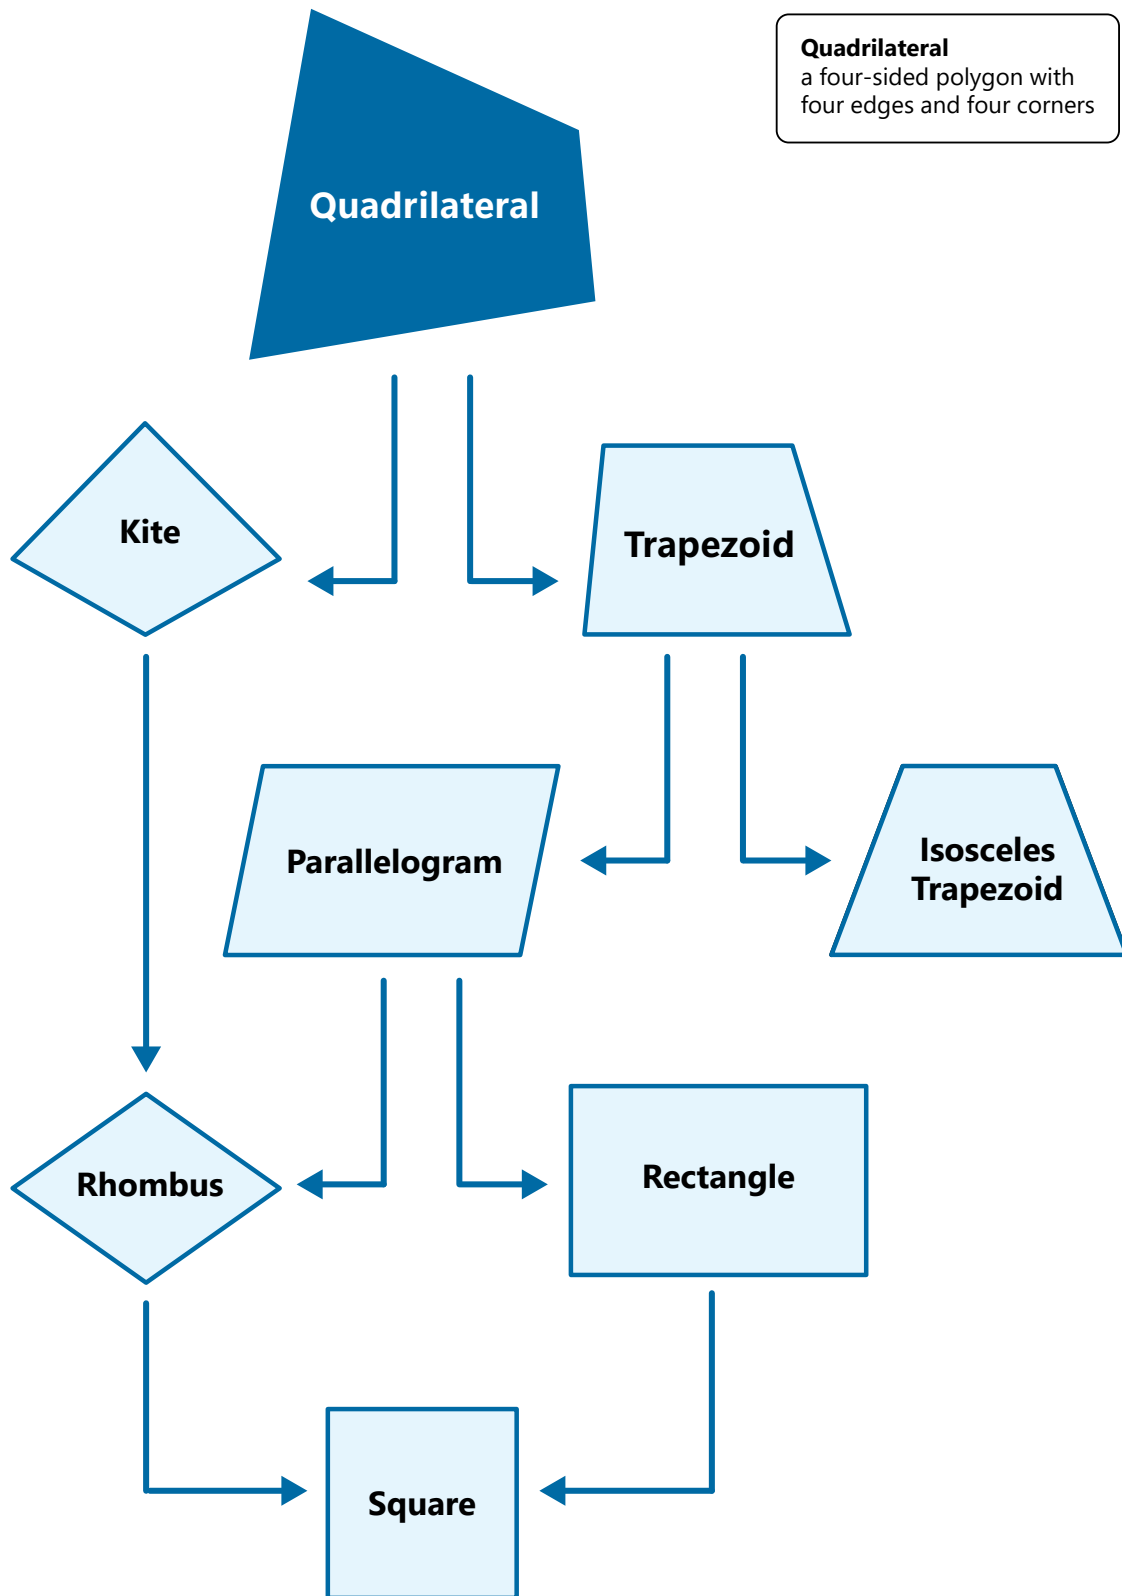 Quadrilateral
a four-sided polygon with
four edges and four corners
Quadrilateral
Kite
Trapezoid
Parallelogram
Isosceles
Trapezoid
Rhombus
Rectangle
Square